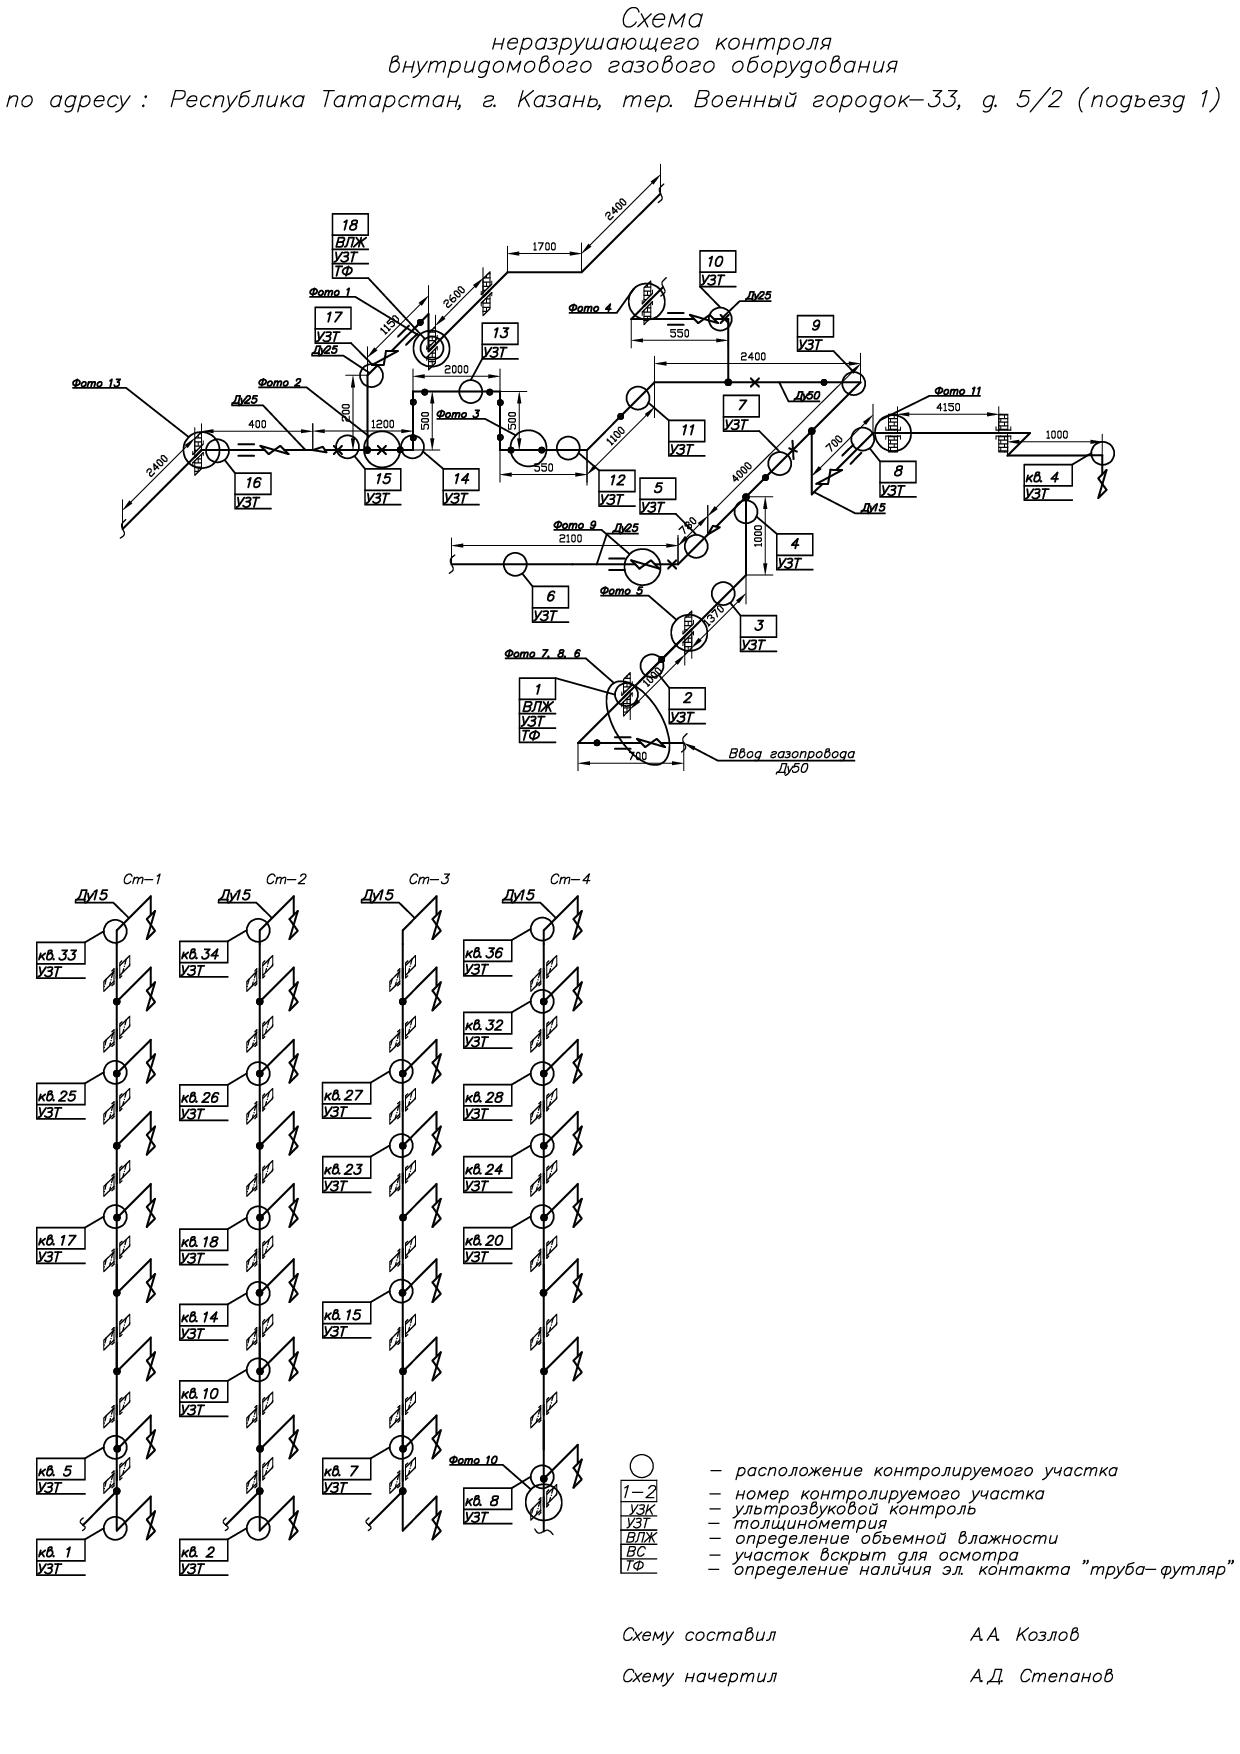 Схема
неразрушающего контроля
внутридомового газового оборудования
по адресу : Республика Татарстан, г. Казань, тер. Военный городок-33, д. 5/2 (подъезд 1)
2400
1700
18
ВЛЖ
УЗТ
ТФ
Фото 1
2600
1150
17
УЗТ
Ду25
13
УЗТ
2000
Фото 4
10
УЗТ
Ду25
550
9
УЗТ
2400
Ду50
Фото 13
Фото 2
Ду25
400
200
1200
500
Фото 3
500
550
2400
16
УЗТ
15
УЗТ
14
УЗТ
12
УЗТ
1100
11
УЗТ
7
УЗТ
4000
5
УЗТ
700
8
УЗТ
Ду15
Фото 11
4150
1000
кв. 4
УЗТ
Фото 9
Ду25
2100
780
1000
4
УЗТ
6
УЗТ
Фото 5
1370
3
УЗТ
Фото 7, 8, 6
1000
1
ВЛЖ
УЗТ
ТФ
2
УЗТ
700
Ввод газопровода
Ду50
Ст-1
Ст-2
Ст-3
Ст-4
Ду15
Ду15
Ду15
Ду15
кв. 33
УЗТ
кв. 34
УЗТ
кв. 36
УЗТ
кв. 32
УЗТ
кв. 25
УЗТ
кв. 26
УЗТ
кв. 27
УЗТ
кв. 28
УЗТ
кв. 23
УЗТ
кв. 24
УЗТ
кв. 17
УЗТ
кв. 18
УЗТ
кв. 20
УЗТ
кв. 14
УЗТ
кв. 15
УЗТ
кв. 10
УЗТ
кв. 5
УЗТ
кв. 7
УЗТ
Фото 10
кв. 8
УЗТ
кв. 1
УЗТ
кв. 2
УЗТ
– расположение контролируемого участка
1-2 – номер контролируемого участка
УЗК – ультрозвуковой контроль
УЗТ – толщинометрия
ВЛЖ – определение объемной влажности
ВС – участок вскрыт для осмотра
ТФ – определение наличия эл. контакта "труба-футляр"
Схему составил А.А. Козлов
Схему начертил А.Д. Степанов